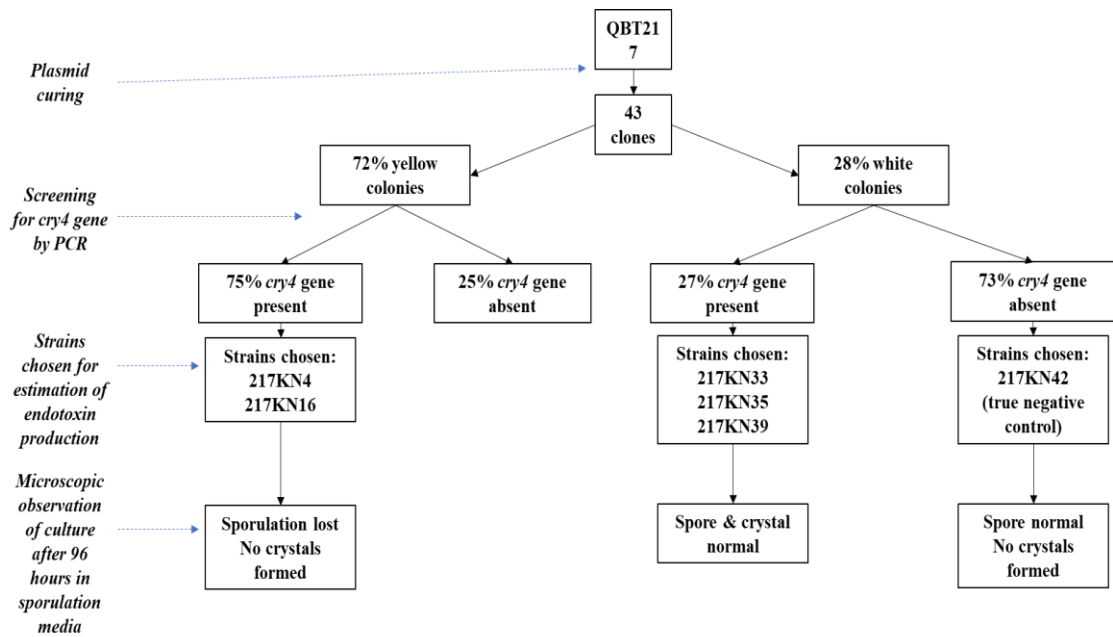 QBT21
7
Plasmid
curing
43
clones
72% yellow
colonies
28% white
colonies
Screening
for cry4 gene
by PCR
75% cry4 gene
present
25% cry4 gene
absent
27% cry4 gene
present
73% cry4 gene
absent
Strains
chosen for
estimation of
endotoxin
production
Strains chosen:
217KN4
217KN16
Strains chosen:
217KN33
217KN35
217KN39
Strains chosen:
217KN42
(true negative
control)
Microscopic
observation
of culture
after 96
hours in
sporulation
media
Sporulation lost
No crystals
formed
Spore & crystal
normal
Spore normal
No crystals
formed